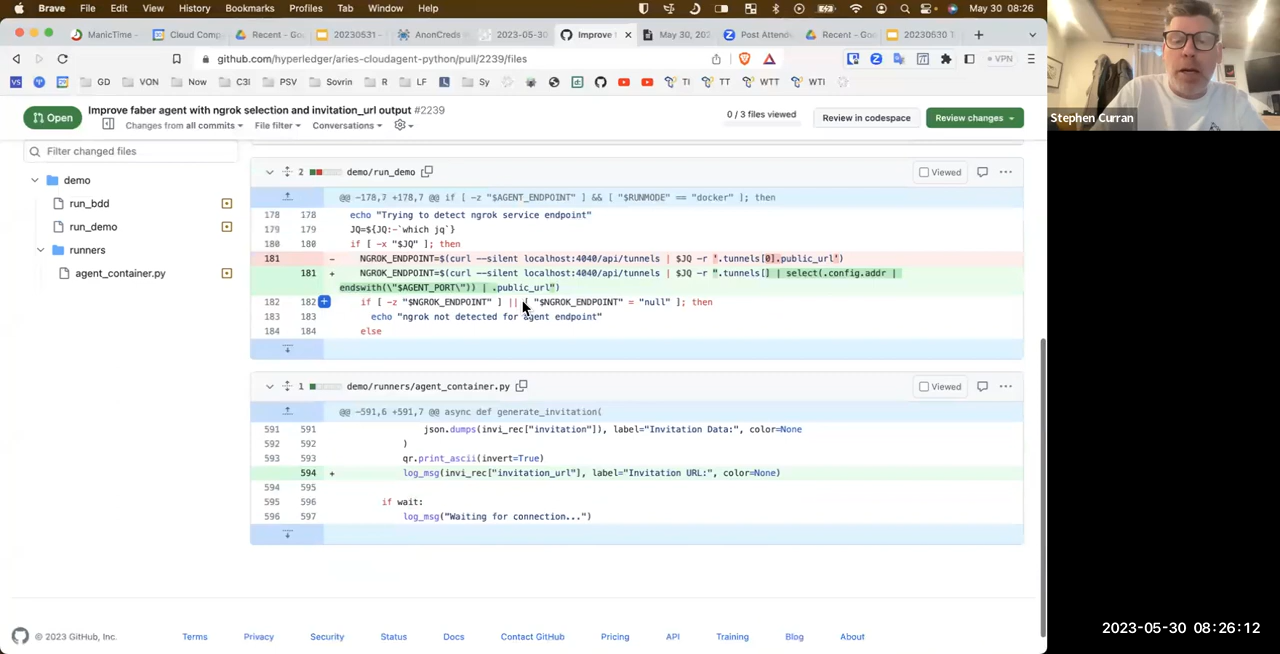 Brave File Edit View History Bookmarks Profiles Tab Window Help May 30 08:26
ManicTime - Cloud Comp Recent - Goo 20230531 - AnonCreds 2023-05-30 Improve May 30, 202 Post Attend Recent - Goo 20230630 T
github.com/hyperledger/aries-cloudagent-python/pull/2239/files VPN
VS GD VON Now C3I PSV Sovrin R LF Sy TI TT WTT WTI
Open Improve faber agent with ngrok selection and invitation_url output #2239
Changes from all commits File filter Conversations
0 / 3 files viewed Review in codespace Review changes
Stephen Curran
Filter changed files
demo
run_bdd
run_demo
runners
agent_container.py
2 demo/run_demo Viewed
@@ -178,7 +178,7 @@ if [ -z "$AGENT_ENDPOINT" ] && [ "$RUNMODE" == "docker" ]; then
178 178 echo "Trying to detect ngrok service endpoint"
179 179 JQ=${JQ:-`which jq`}
180 180 if [ -x "$JQ" ]; then
181 - NGROK_ENDPOINT=$(curl --silent localhost:4040/api/tunnels | $JQ -r '.tunnels[0].public_url')
181 + NGROK_ENDPOINT=$(curl --silent localhost:4040/api/tunnels | $JQ -r ".tunnels[] | select(.config.addr |
endswith(\"$AGENT_PORT\")) | .public_url")
182 182 if [ -z "$NGROK_ENDPOINT" ] || [ "$NGROK_ENDPOINT" = "null" ]; then
183 183 echo "ngrok not detected for agent endpoint"
184 184 else
1 demo/runners/agent_container.py Viewed
@@ -591,6 +591,7 @@ async def generate_invitation(
591 591 json.dumps(invi_rec["invitation"]), label="Invitation Data:", color=None
592 592 )
593 593 qr.print_ascii(invert=True)
594 + log_msg(invi_rec["invitation_url"], label="Invitation URL:", color=None)
594 595
595 596 if wait:
596 597 log_msg("Waiting for connection...")
© 2023 GitHub, Inc. Terms Privacy Security Status Docs Contact GitHub Pricing API Training Blog About
2023-05-30 08:26:12